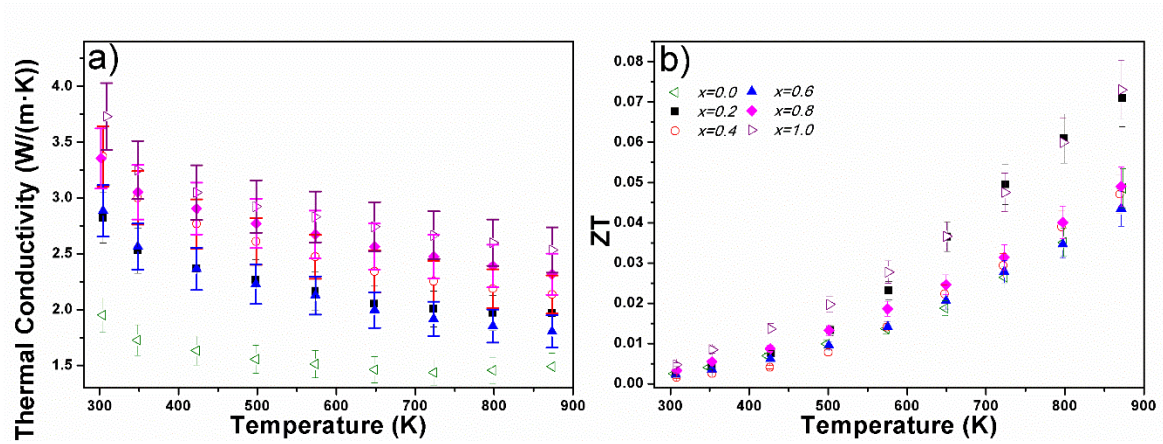 a)
Thermal Conductivity (W/(m·K))
4.0
3.5
3.0
2.5
2.0
1.5
300 400 500 600 700 800 900
Temperature (K)
b)
ZT
0.08
0.07
0.06
0.05
0.04
0.03
0.02
0.01
0.00
x=0.0 x=0.6
x=0.2 x=0.8
x=0.4 x=1.0
300 400 500 600 700 800 900
Temperature (K)